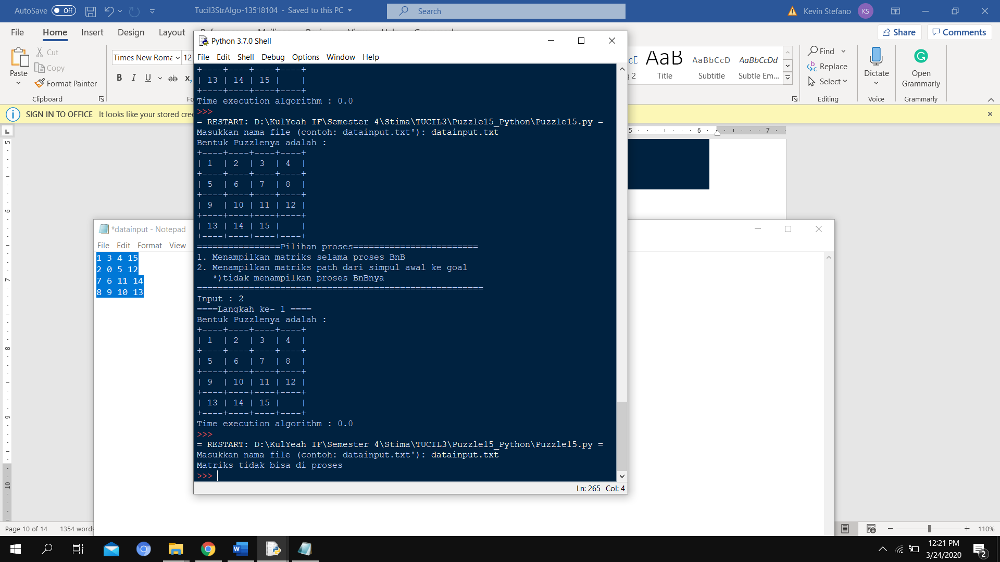 AutoSave Off Tucil3StrAlgo-13518104 - Saved to this PC Search Kevin Stefano KS
File Home Insert Design Layout Share Comments
Python 3.7.0 Shell
File Edit Shell Debug Options Window Help
Paste
Cut
Copy
Format Painter
Clipboard
Times New Roma 12
B I U ab x2
AaB AaBbCcD AaBbCcDd
Title Subtitle Subtle Em...
Find
Replace
Select
Editing
Dictate
Voice
Open
Grammarly
Grammarly
SIGN IN TO OFFICE It looks like your stored
+----+----+----+----+
| 13 | 14 | 15 |    |
+----+----+----+----+
Time execution algorithm : 0.0
>>>
= RESTART: D:\KulYeah IF\Semester 4\Stima\TUCIL3\Puzzle15_Python\Puzzle15.py =
Masukkan nama file (contoh: datainput.txt'): datainput.txt
Bentuk Puzzlenya adalah :
+----+----+----+----+
| 1  | 2  | 3  | 4  |
+----+----+----+----+
| 5  | 6  | 7  | 8  |
+----+----+----+----+
| 9  | 10 | 11 | 12 |
+----+----+----+----+
| 13 | 14 | 15 |    |
+----+----+----+----+
================Pilihan proses========================
1. Menampilkan matriks selama proses BnB
2. Menampilkan matriks path dari simpul awal ke goal
   *)tidak menampilkan proses BnBnya
=======================================================
Input : 2
====Langkah ke- 1 ====
Bentuk Puzzlenya adalah :
+----+----+----+----+
| 1  | 2  | 3  | 4  |
+----+----+----+----+
| 5  | 6  | 7  | 8  |
+----+----+----+----+
| 9  | 10 | 11 | 12 |
+----+----+----+----+
| 13 | 14 | 15 |    |
+----+----+----+----+
Time execution algorithm : 0.0
>>>
= RESTART: D:\KulYeah IF\Semester 4\Stima\TUCIL3\Puzzle15_Python\Puzzle15.py =
Masukkan nama file (contoh: datainput.txt'): datainput.txt
Matriks tidak bisa di proses
>>>
Ln: 265 Col: 4
*datainput - Notepad
File Edit Format View
1 3 4 15
2 0 5 12
7 6 11 14
8 9 10 13
5 6 7
5
6
7
8
9
10
Page 10 of 14 1354 words 110%
12:21 PM
3/24/2020
2